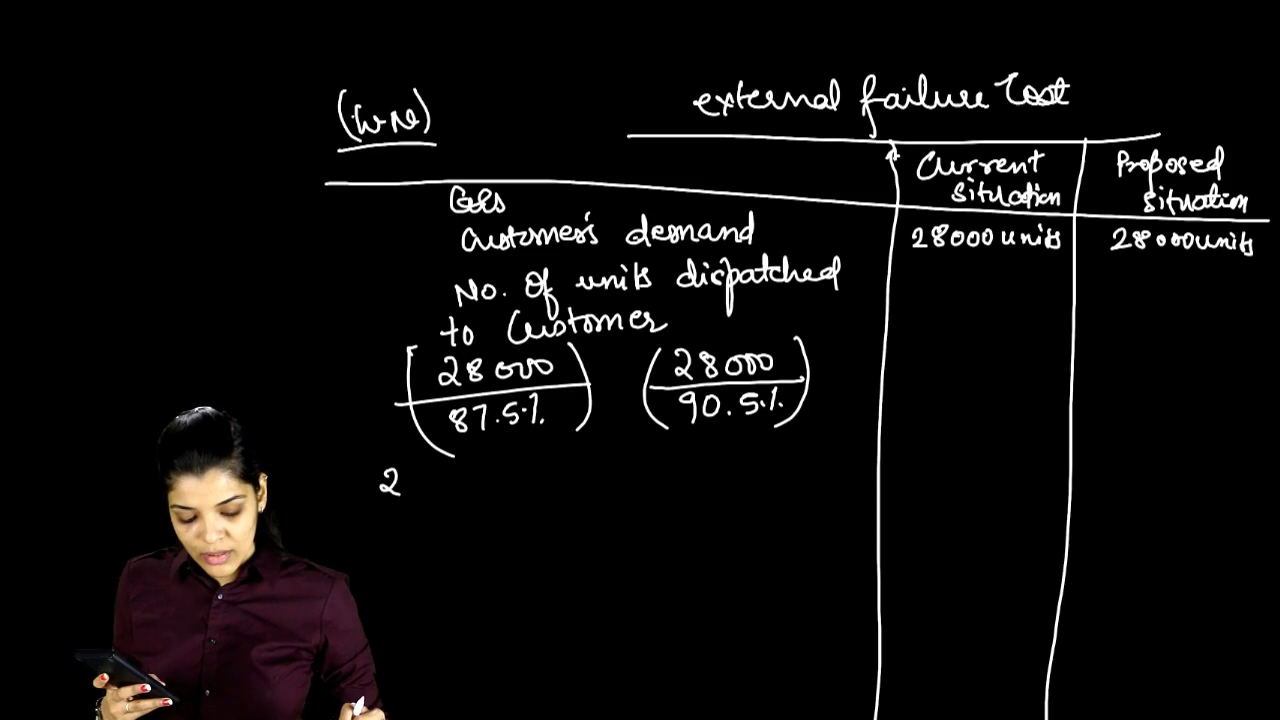 (W.N)
external failure Cost
Current situation
Proposed situation
Customer's demand
28000 units
28000 units
No. of units dispatched
to Customer
28000
87.5%
28000
90.5%
2